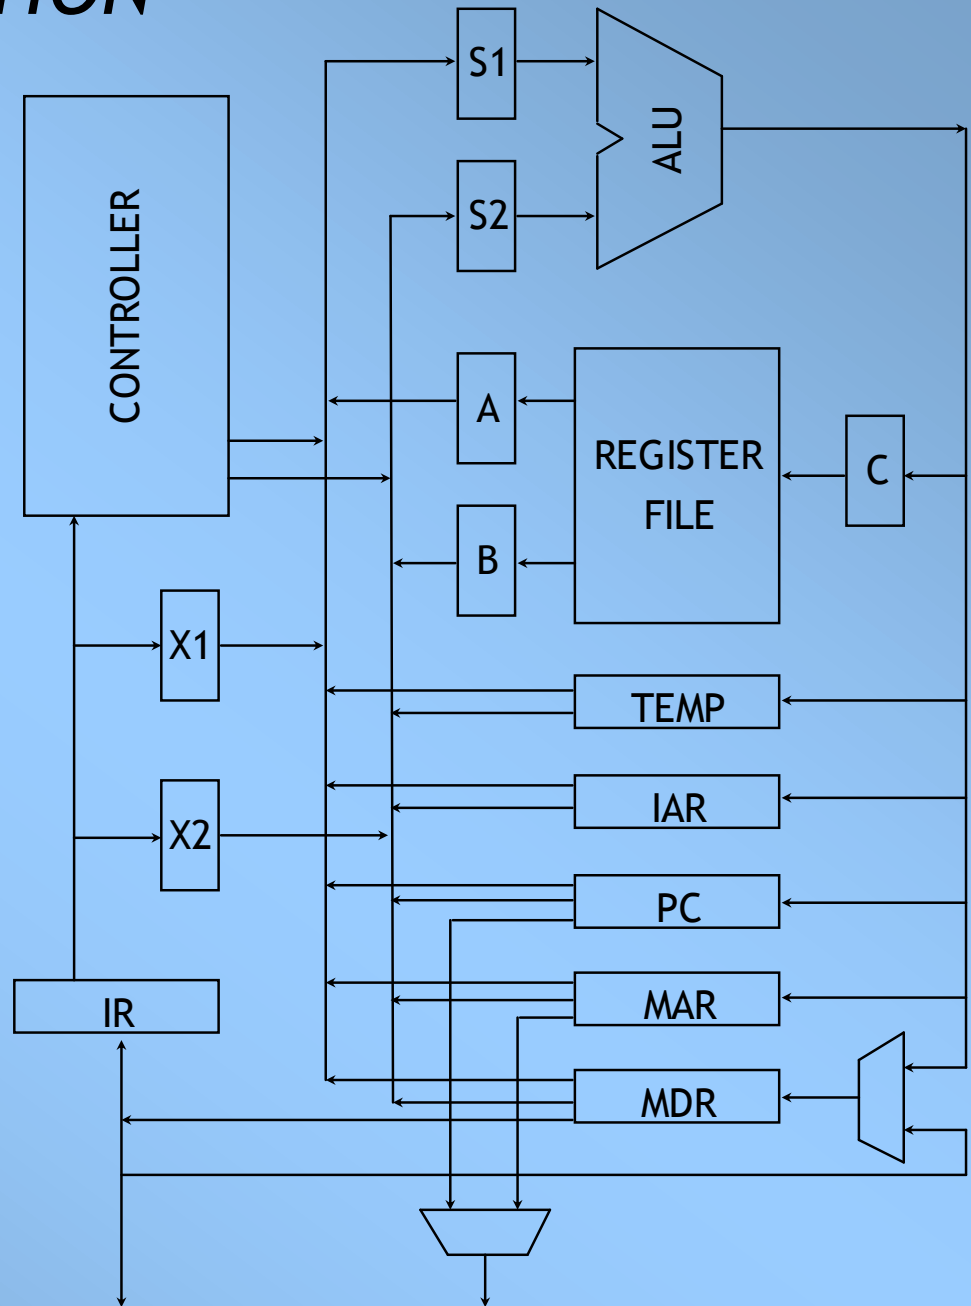 S1
ALU
S2
CONTROLLER
A
REGISTER
FILE
C
B
X1
TEMP
X2
IAR
PC
IR
MAR
MDR